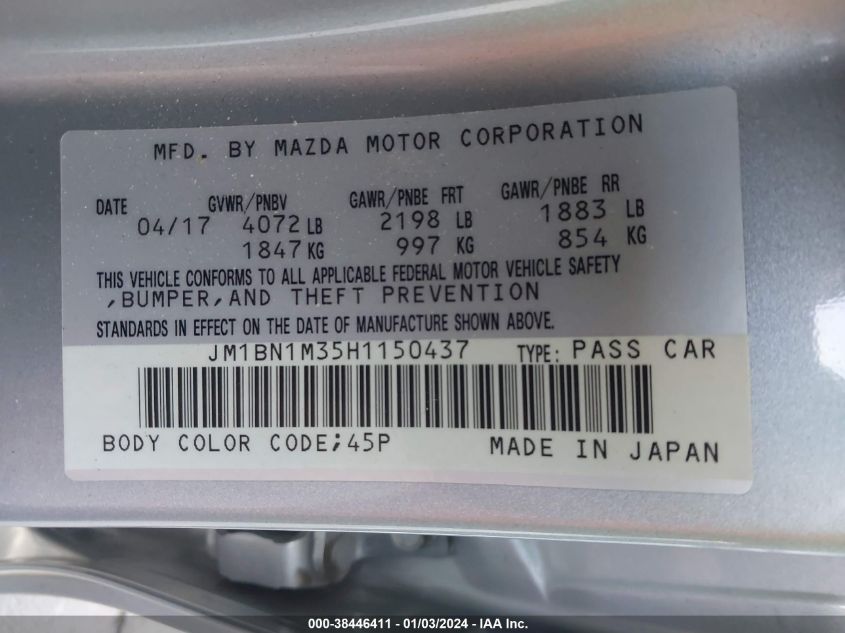 MFD. BY MAZDA MOTOR CORPORATION
DATE GVWR/PNBV GAWR/PNBE FRT GAWR/PNBE RR
04/17 4072 LB 2198 LB 1883 LB
1847 KG 997 KG 854 KG
THIS VEHICLE CONFORMS TO ALL APPLICABLE FEDERAL MOTOR VEHICLE SAFETY
,BUMPER,AND THEFT PREVENTION
STANDARDS IN EFFECT ON THE DATE OF MANUFACTURE SHOWN ABOVE.
JM1BN1M35H1150437 TYPE: PASS CAR
BODY COLOR CODE;45P MADE IN JAPAN
000-38446411 - 01/03/2024 - IAA Inc.